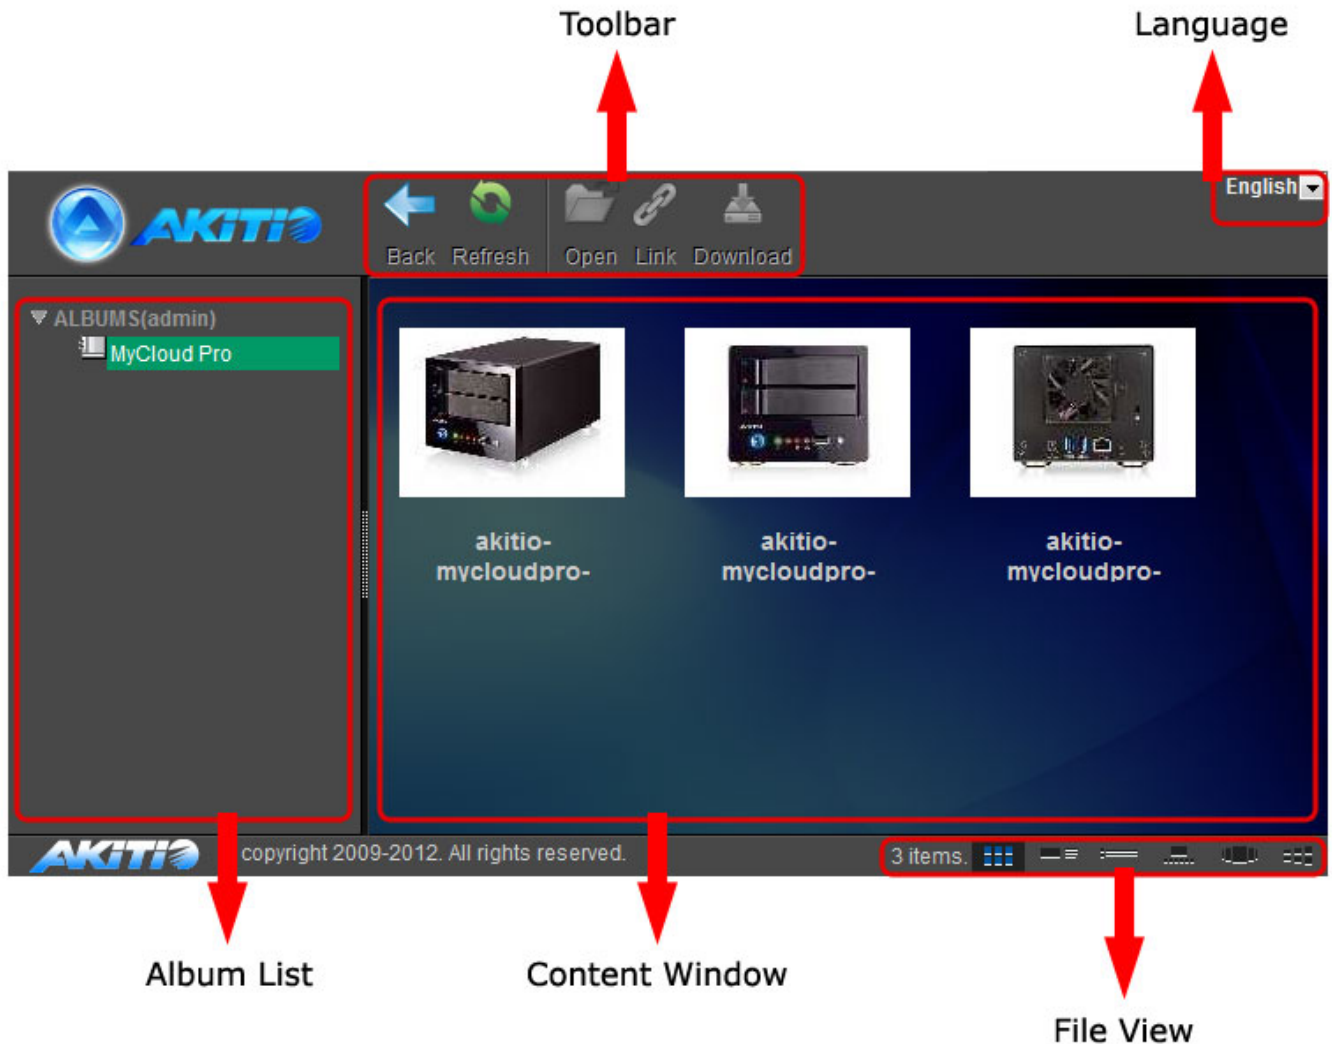 Toolbar
Language
AKiTiO
Back Refresh Open Link Download
English
ALBUMS(admin)
MyCloud Pro
akitio-
mycloudpro-
akitio-
mycloudpro-
akitio-
mycloudpro-
AKiTiO copyright 2009-2012. All rights reserved.
3 items.
Album List
Content Window
File View